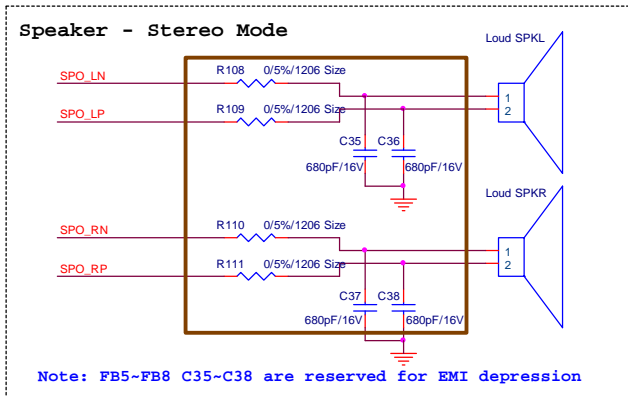 Speaker - Stereo Mode
Loud SPKL
SPO_LN
R108 0/5%/1206 Size
1
2
SPO_LP
R109 0/5%/1206 Size
C35 C36
680pF/16V 680pF/16V
Loud SPKR
SPO_RN
R110 0/5%/1206 Size
1
2
SPO_RP
R111 0/5%/1206 Size
C37 C38
680pF/16V 680pF/16V
Note: FB5~FB8 C35~C38 are reserved for EMI depression